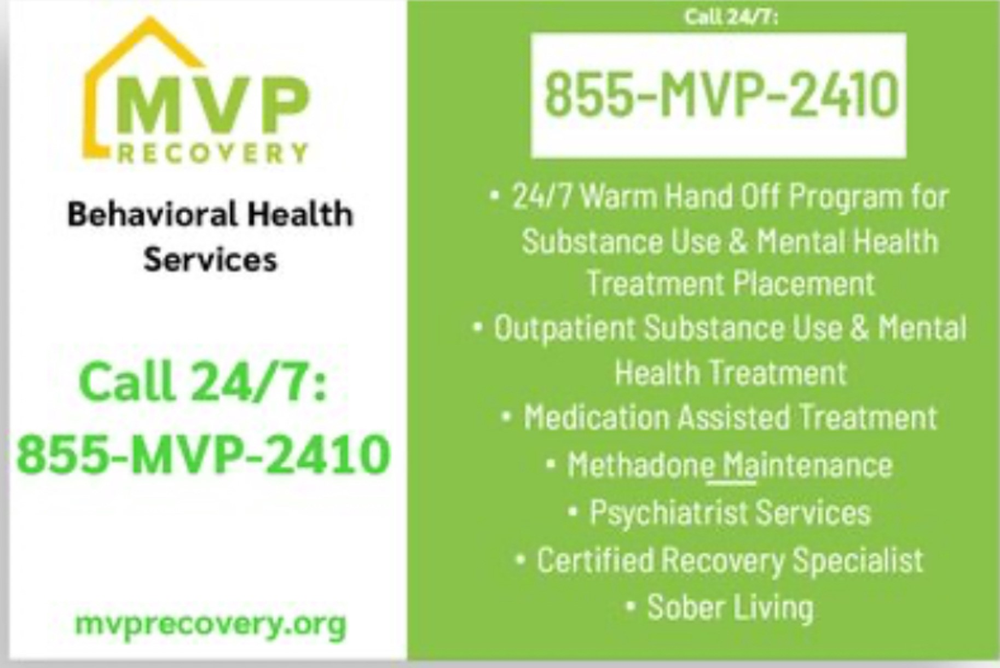 MVP
RECOVERY
Behavioral Health
Services
Call 24/7:
855-MVP-2410
mvprecovery.org
Call 24/7:
855-MVP-2410
• 24/7 Warm Hand Off Program for
Substance Use & Mental Health
Treatment Placement
• Outpatient Substance Use & Mental
Health Treatment
• Medication Assisted Treatment
• Methadone Maintenance
• Psychiatrist Services
• Certified Recovery Specialist
• Sober Living